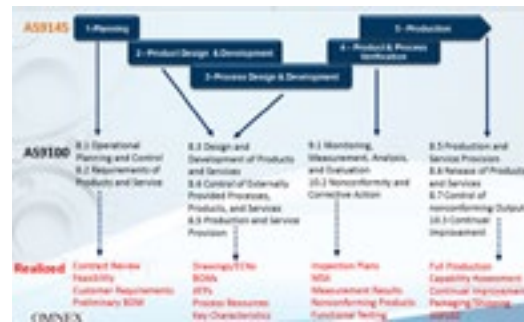 AS9145
1-Planning
2 - Product Design & Development
3 - Process Design & Development
4 - Product & Process
Verification
5 - Production
AS9100
8.1 Operational
Planning and Control
8.2 Requirements of
Products and Service
8.3 Design and
Development of Products
and Services
8.4 Control of Externally
Provided Processes,
Products, and Services
8.5 Production and Service
Provision
9.1 Monitoring,
Measurement, Analysis,
and Evaluation
10.2 Nonconformity and
Corrective Action
8.5 Production and
Service Provision
8.6 Release of Products
and Services
8.7 Control of
nonconforming Output
10.3 Continuer
Improvement
Realized
Contract Review
Feasibility
Customer Requirements
Preliminary BOM
Drawings/
BOMs
Process Resources
Key Characteristics
Inspection Plans
MSA
Measurement Results
Nonconforming Products
Functional Testing
Full Production
Capability Assessment
Continual Improvement
Packaging/Shipping
OMNEX